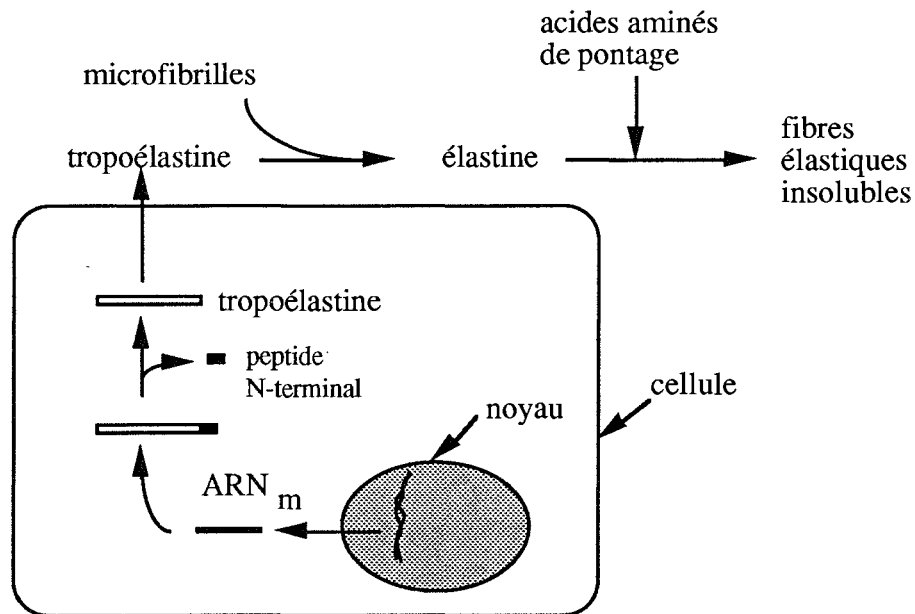 acides aminés
de pontage
microfibrilles
tropoélastine
élastine
fibres
élastiques
insolubles
tropoélastine
peptide
N-terminal
cellule
noyau
ARN m